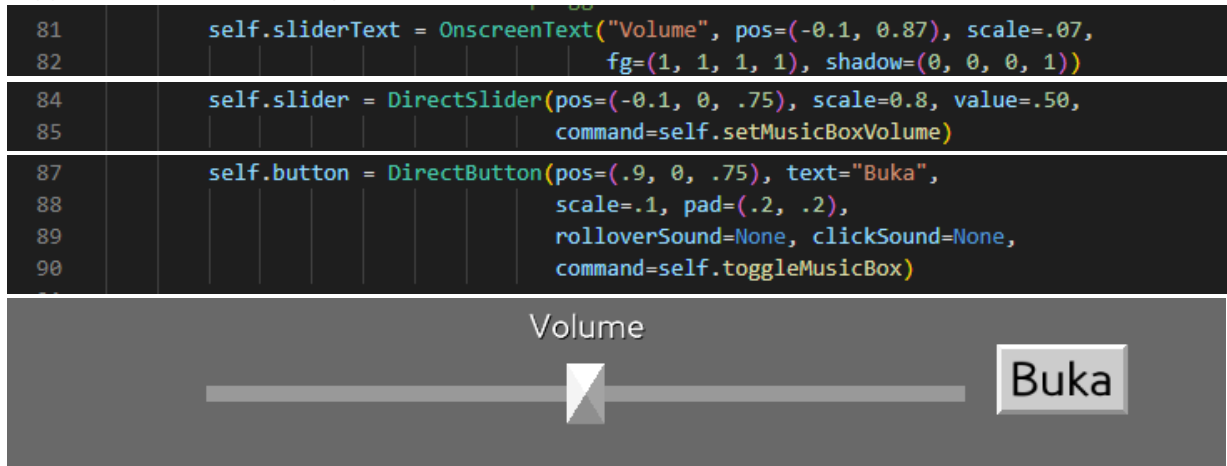 81 self.sliderText = OnscreenText("Volume", pos=(-0.1, 0.87), scale=.07,
82 fg=(1, 1, 1, 1), shadow=(0, 0, 0, 1))
84 self.slider = DirectSlider(pos=(-0.1, 0, .75), scale=0.8, value=.50,
85 command=self.setMusicBoxVolume)
87 self.button = DirectButton(pos=(.9, 0, .75), text="Buka",
88 scale=.1, pad=(.2, .2),
89 rolloverSound=None, clickSound=None,
90 command=self.toggleMusicBox)
Volume
Buka